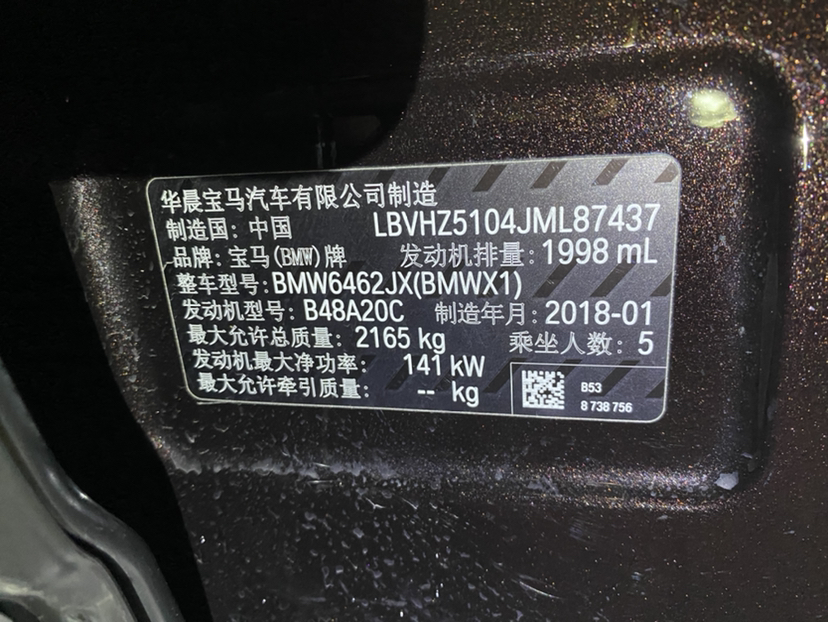 华晨宝马汽车有限公司制造
制造国: 中国 LBVHZ5104JML87437
品牌: 宝马(BMW)牌 发动机排量: 1998 mL
整车型号: BMW6462JX(BMWX1)
发动机型号: B48A20C 制造年月: 2018-01
最大允许总质量: 2165 kg 乘坐人数: 5
发动机最大净功率: 141 kW
最大允许牵引质量: -- kg
B53
8 738 756